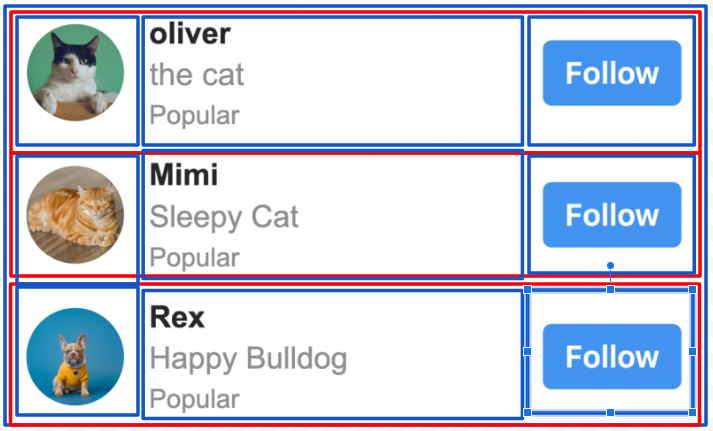 oliver
the cat
Popular
Follow
Mimi
Sleepy Cat
Popular
Follow
Rex
Happy Bulldog
Popular
Follow